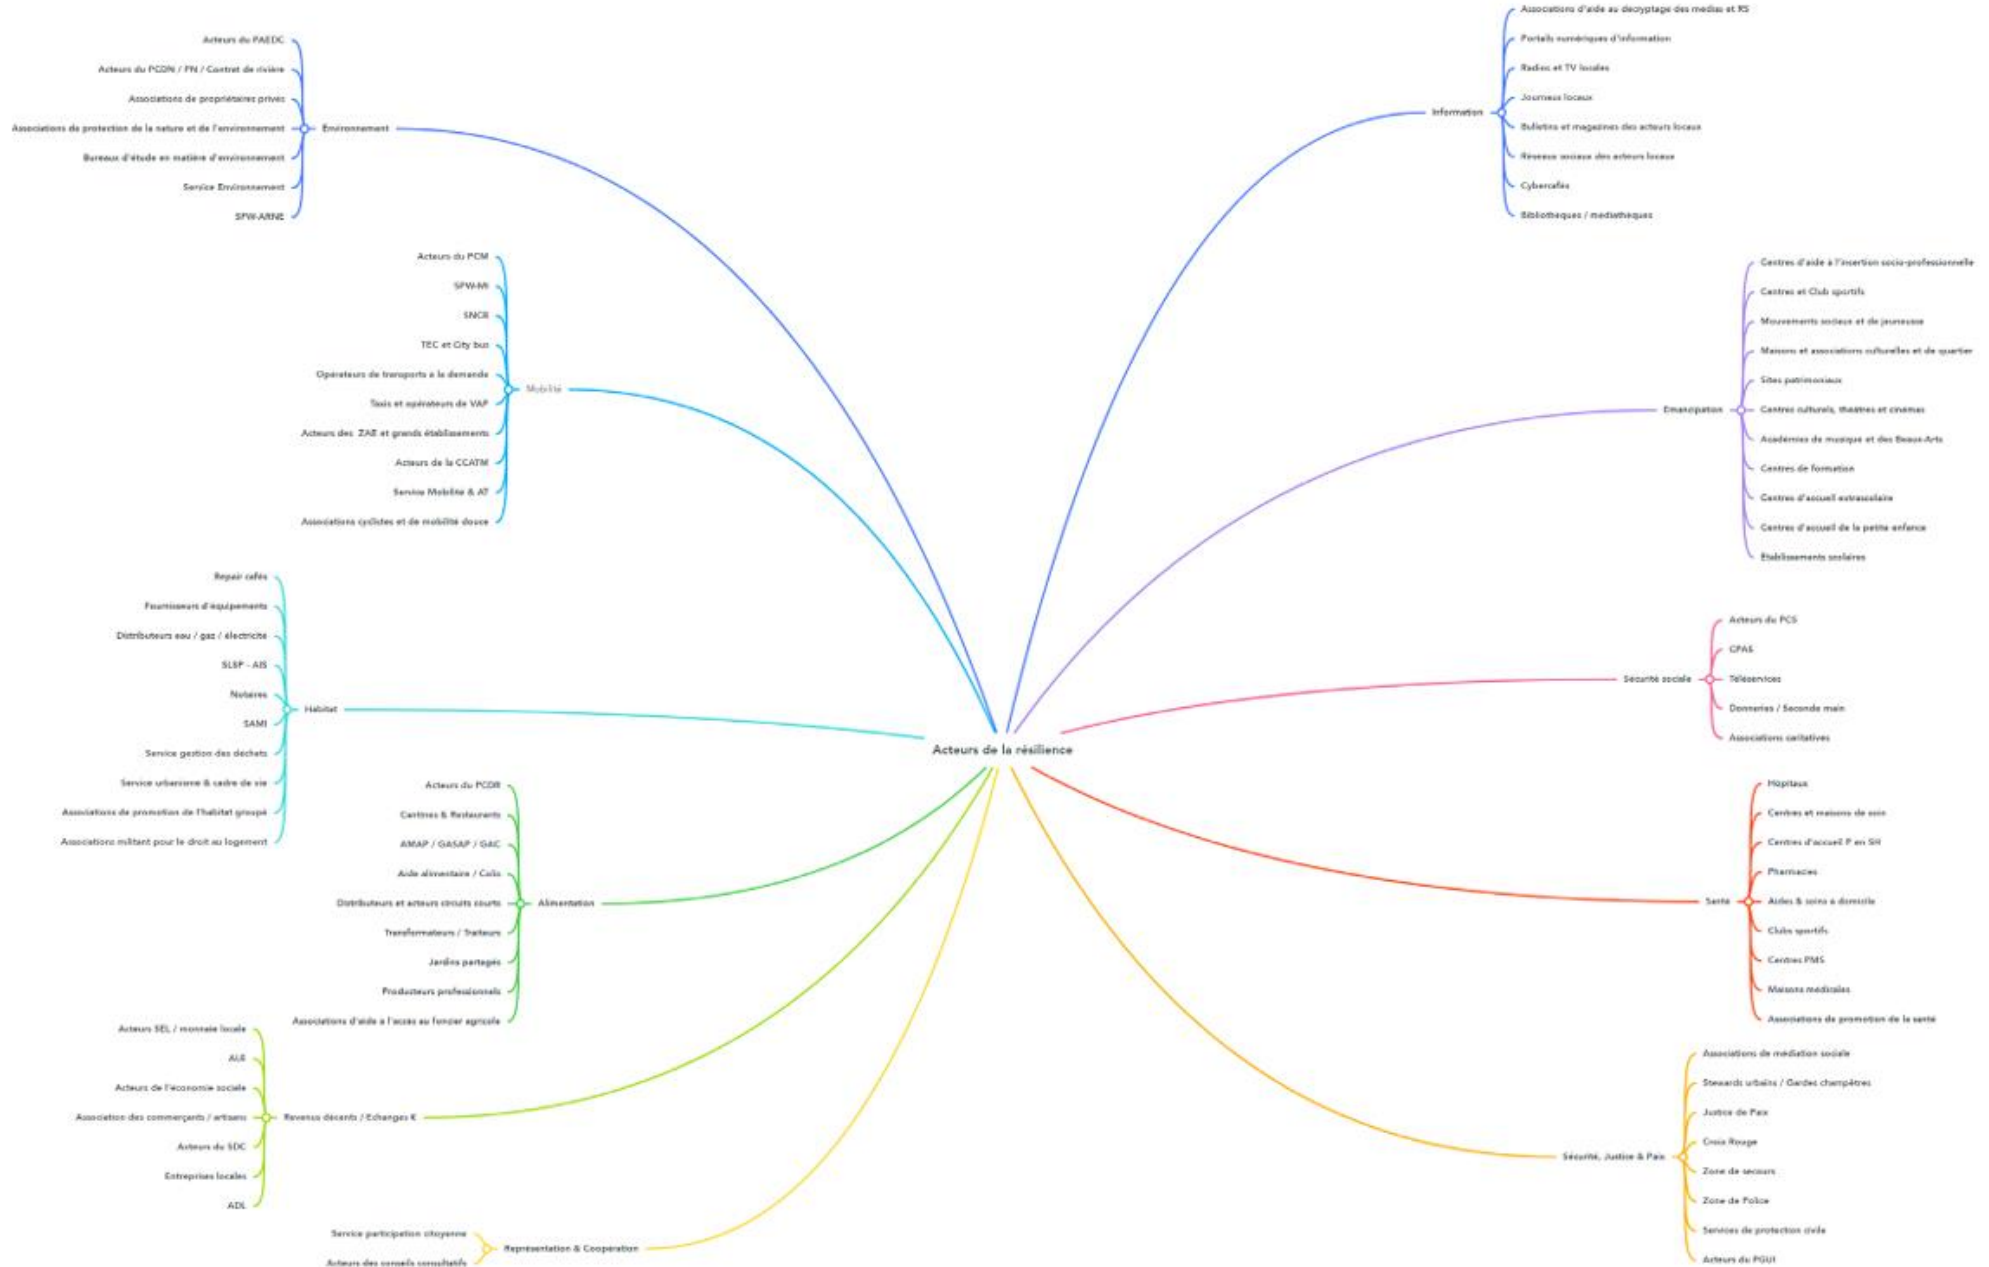 Acteurs de la résilience
Environnement
Acteurs du PAEDC
Acteurs du PCDN / PN / Contrat de rivière
Associations de propriétaires privés
Associations de protection de la nature et de l'environnement
Bureaux d'étude en matière d'environnement
Service Environnement
SPW-ARNE
Mobilité
Acteurs du PCM
SPW-MI
SNCB
TEC et City bus
Opérateurs de transports a la demande
Taxis et opérateurs de VAP
Acteurs des ZAE et grands établissements
Acteurs de la CCATM
Service Mobilité & AT
Associations cyclistes et de mobilité douce
Habitat
Repair cafés
Fournisseurs d'équipements
Distributeurs eau / gaz / électricité
SLSP - AIS
Notaires
SAMI
Service gestion des déchets
Service urbanisme & cadre de vie
Associations de promotion de l'habitat groupé
Associations militant pour le droit au logement
Alimentation
Acteurs du PCDR
Cantines & Restaurants
AMAP / GASAP / GAC
Aide alimentaire / Colis
Distributeurs et acteurs circuits courts
Transformateurs / Traiteurs
Jardins partagés
Producteurs professionnels
Associations d'aide a l'accès au foncier agricole
Revenus décents / Echanges K
Acteurs SEL / monnaie locale
ALE
Acteurs de l'économie sociale
Association des commerçants / artisans
Acteurs du SDC
Entreprises locales
ADL
Représentation & Coopération
Service participation citoyenne
Acteurs des conseils consultatifs
Information
Associations d'aide au décryptage des médias et RS
Portails numériques d'information
Radios et TV locales
Journaux locaux
Bulletins et magazines des acteurs locaux
Réseaux sociaux des acteurs locaux
Cybercafés
Bibliothèques / médiathèques
Emancipation
Centres d'aide à l'insertion socio-professionnelle
Centres et Club sportifs
Mouvements sociaux et de jeunesse
Maisons et associations culturelles et de quartier
Sites patrimoniaux
Centres culturels, théâtres et cinémas
Académies de musique et des Beaux-Arts
Centres de formation
Centres d'accueil extrascolaire
Centres d'accueil de la petite enfance
Etablissements scolaires
Sécurité sociale
Acteurs du PCS
CPAS
Téléservices
Donneries / Seconde main
Associations caritatives
Santé
Hôpitaux
Centres et maisons de soin
Centres d'accueil P en SH
Pharmacies
Aides & soins à domicile
Clubs sportifs
Centres PMS
Maisons médicales
Associations de promotion de la santé
Sécurité, Justice & Paix
Associations de médiation sociale
Stewards urbains / Gardes champêtres
Justice de Paix
Croix Rouge
Zone de secours
Zone de Police
Services de protection civile
Acteurs du PGUI